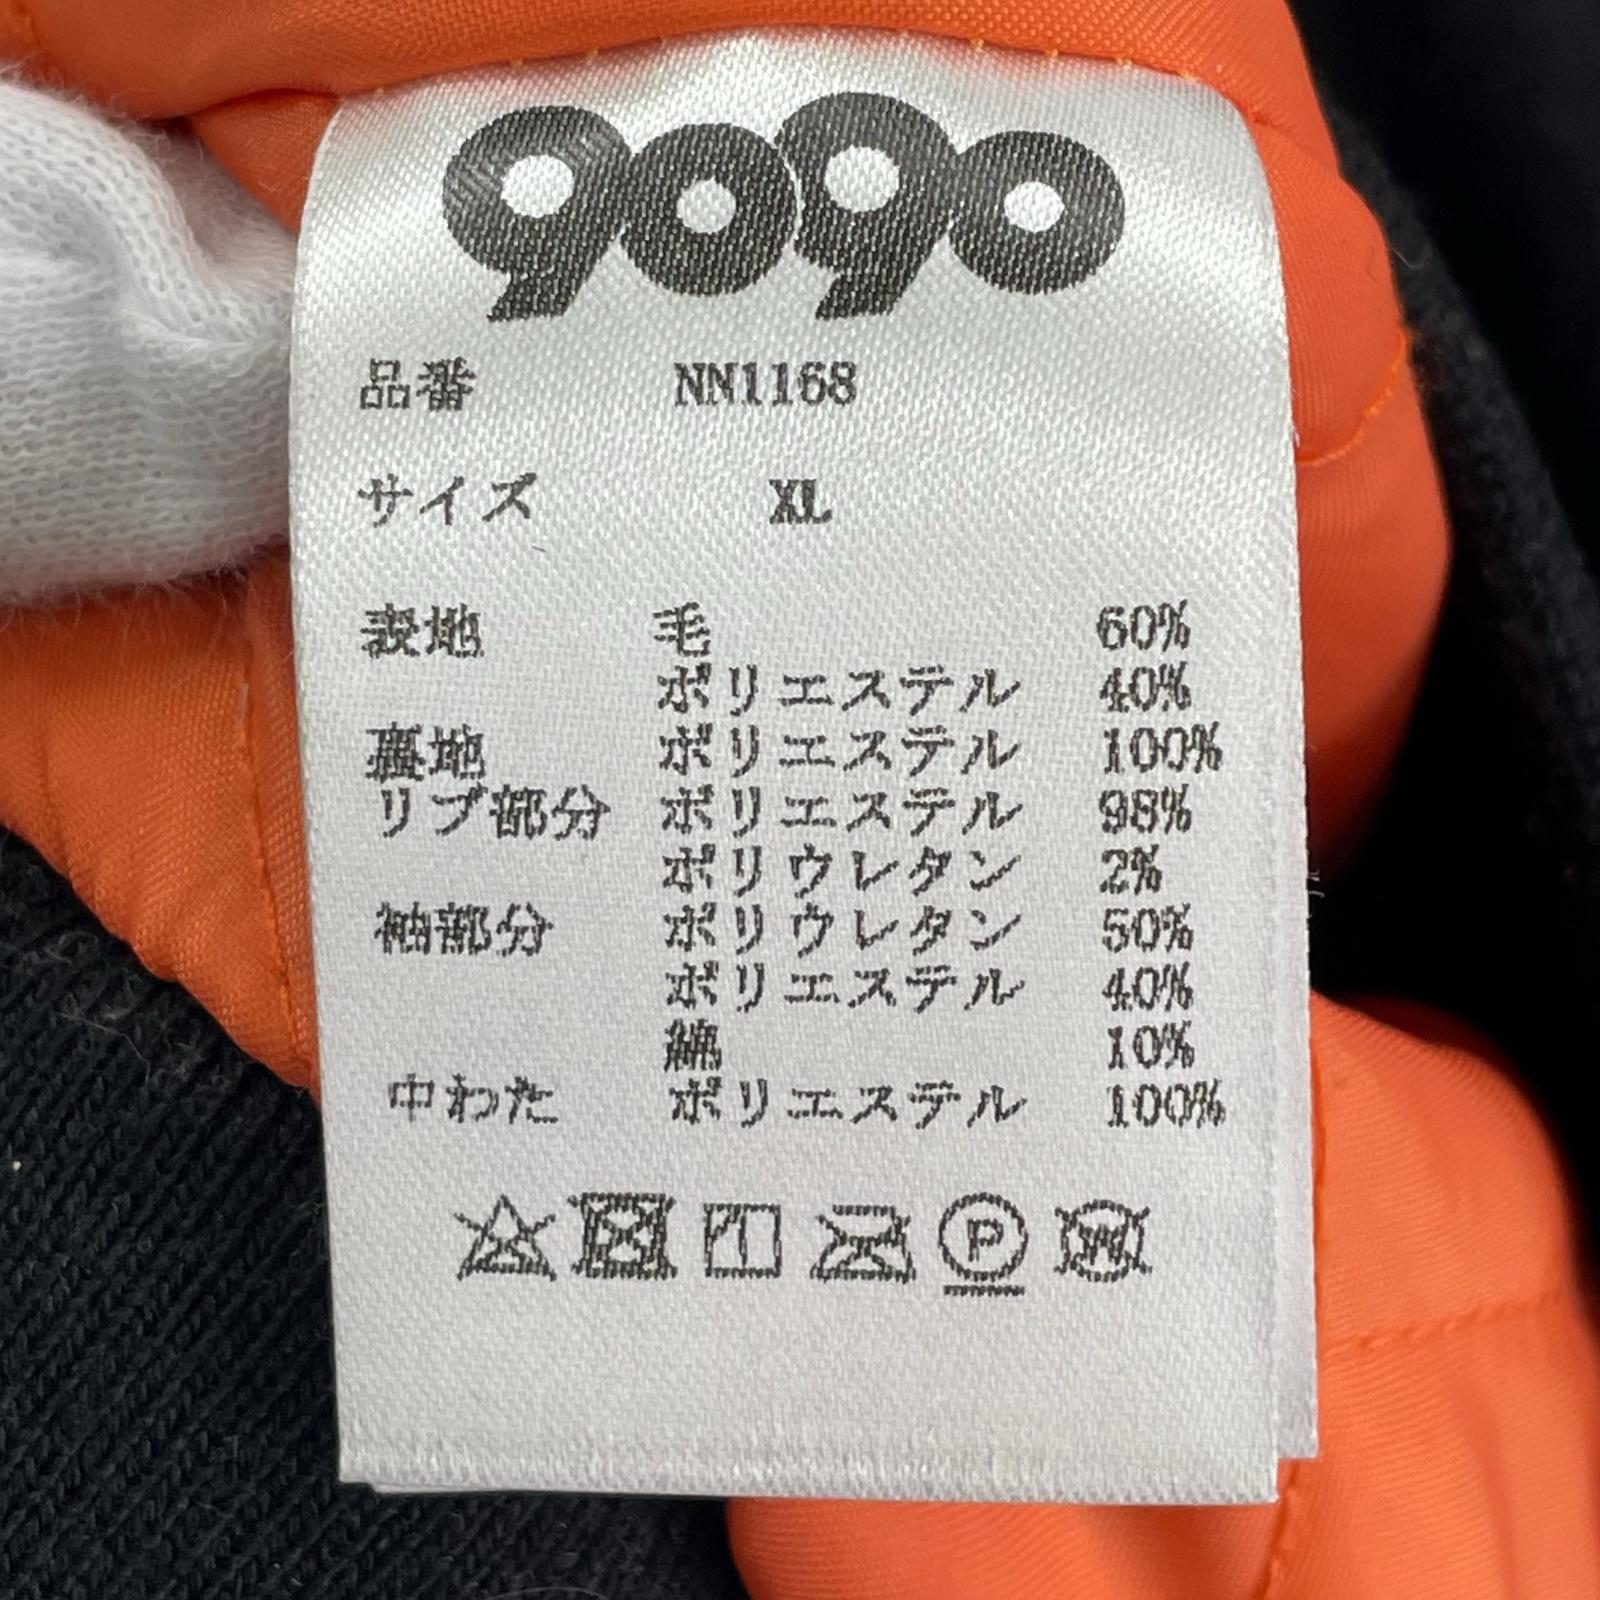 9090
品番 NN1168
サイズ XL
表地 毛 60%
ポリエステル 40%
裏地 ポリエステル 100%
リブ部分 ポリエステル 98%
ポリウレタン 2%
袖部分 ポリウレタン 50%
ポリエステル 40%
綿 10%
中わた ポリエステル 100%
P W